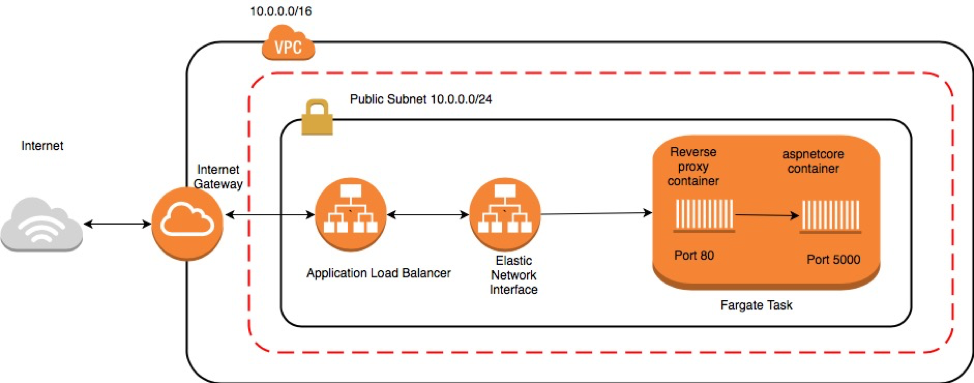 10.0.0.0/16
VPC
Public Subnet 10.0.0.0/24
Internet
Internet
Gateway
Application Load Balancer
Elastic
Network
Interface
Reverse
proxy
container
aspnetcore
container
Port 80
Port 5000
Fargate Task